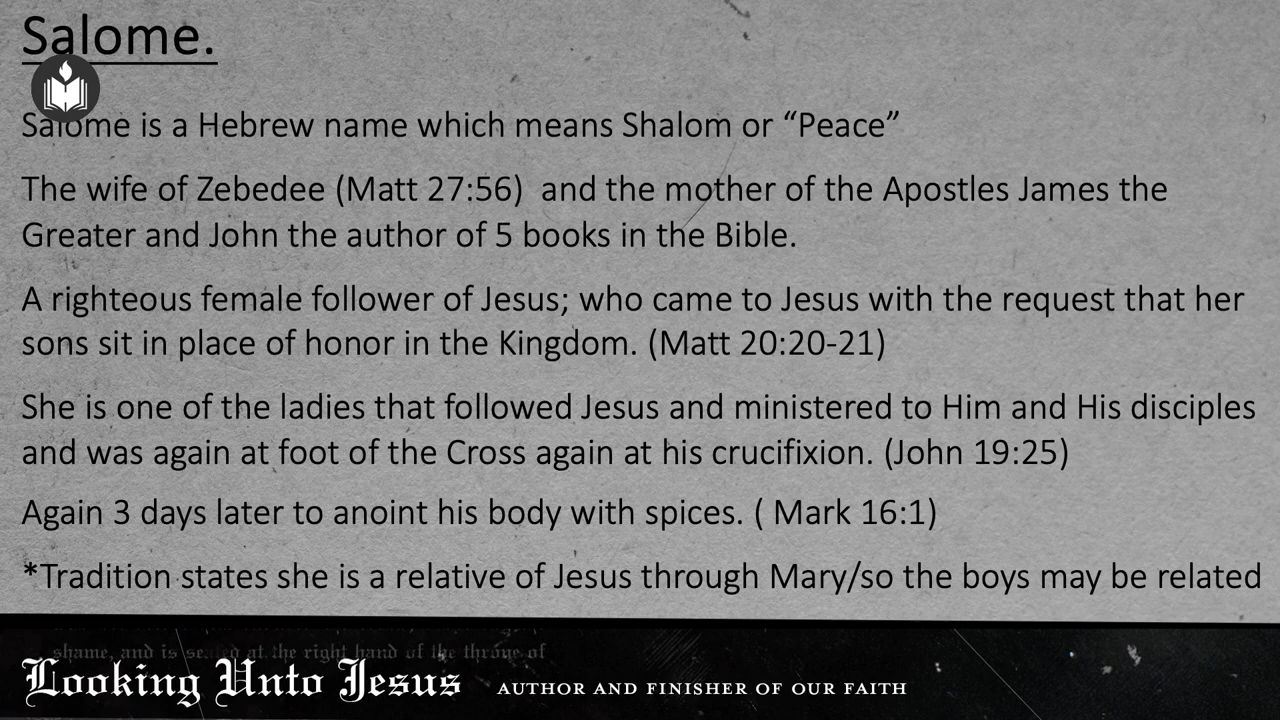 Salome.
Salome is a Hebrew name which means Shalom or “Peace”
The wife of Zebedee (Matt 27:56)  and the mother of the Apostles James the
Greater and John the author of 5 books in the Bible.
A righteous female follower of Jesus; who came to Jesus with the request that her
sons sit in place of honor in the Kingdom. (Matt 20:20-21)
She is one of the ladies that followed Jesus and ministered to Him and His disciples
and was again at foot of the Cross again at his crucifixion. (John 19:25)
Again 3 days later to anoint his body with spices. ( Mark 16:1)
*Tradition states she is a relative of Jesus through Mary/so the boys may be related
shame, and is seated at the right hand of the throne of
Looking Unto Jesus AUTHOR AND FINISHER OF OUR FAITH